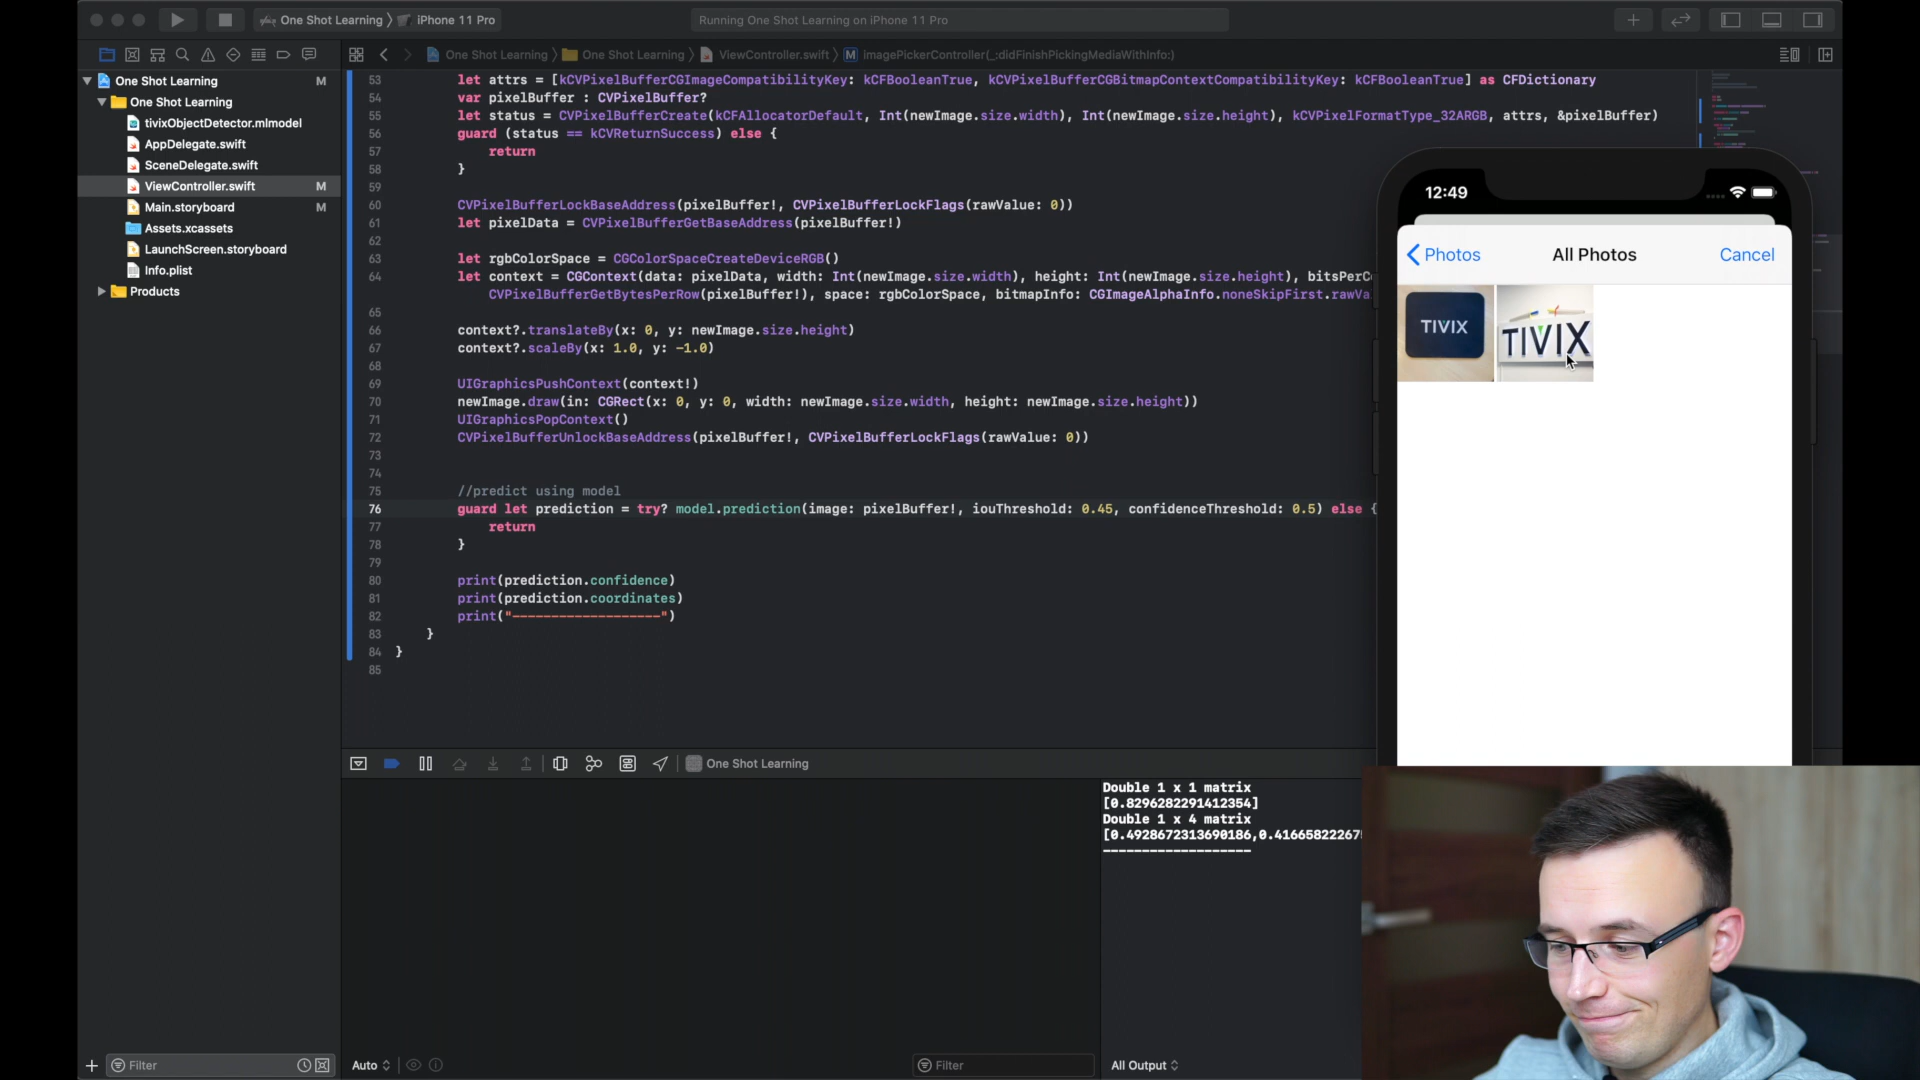 One Shot Learning
iPhone 11 Pro
Running One Shot Learning on iPhone 11 Pro
One Shot Learning
One Shot Learning
ViewController.swift
M
imagePickerController(_:didFinishPickingMediaWithInfo:)
One Shot Learning
M
One Shot Learning
tivixObjectDetector.mlmodel
AppDelegate.swift
SceneDelegate.swift
ViewController.swift
M
Main.storyboard
M
Assets.xcassets
LaunchScreen.storyboard
Info.plist
Products
53 let attrs = [kCVPixelBufferCGImageCompatibilityKey: kCFBooleanTrue, kCVPixelBufferCGBitmapContextCompatibilityKey: kCFBooleanTrue] as CFDictionary
54 var pixelBuffer : CVPixelBuffer?
55 let status = CVPixelBufferCreate(kCFAllocatorDefault, Int(newImage.size.width), Int(newImage.size.height), kCVPixelFormatType_32ARGB, attrs, &pixelBuffer)
56 guard (status == kCVReturnSuccess) else {
57 return
58 }
59
60 CVPixelBufferLockBaseAddress(pixelBuffer!, CVPixelBufferLockFlags(rawValue: 0))
61 let pixelData = CVPixelBufferGetBaseAddress(pixelBuffer!)
62
63 let rgbColorSpace = CGColorSpaceCreateDeviceRGB()
64 let context = CGContext(data: pixelData, width: Int(newImage.size.width), height: Int(newImage.size.height), bitsPerC
CVPixelBufferGetBytesPerRow(pixelBuffer!), space: rgbColorSpace, bitmapInfo: CGImageAlphaInfo.noneSkipFirst.rawVa
65
66 context?.translateBy(x: 0, y: newImage.size.height)
67 context?.scaleBy(x: 1.0, y: -1.0)
68
69 UIGraphicsPushContext(context!)
70 newImage.draw(in: CGRect(x: 0, y: 0, width: newImage.size.width, height: newImage.size.height))
71 UIGraphicsPopContext()
72 CVPixelBufferUnlockBaseAddress(pixelBuffer!, CVPixelBufferLockFlags(rawValue: 0))
73
74
75 //predict using model
76 guard let prediction = try? model.prediction(image: pixelBuffer!, iouThreshold: 0.45, confidenceThreshold: 0.5) else {
77 return
78 }
79
80 print(prediction.confidence)
81 print(prediction.coordinates)
82 print("-------------------")
83 }
84 }
85
12:49
Photos
All Photos
Cancel
TIVIX
TIVIX
One Shot Learning
Double 1 x 1 matrix
[0.8296282291412354]
Double 1 x 4 matrix
[0.4928672313690186,0.41665822267
-------------------
Filter
Auto
Filter
All Output